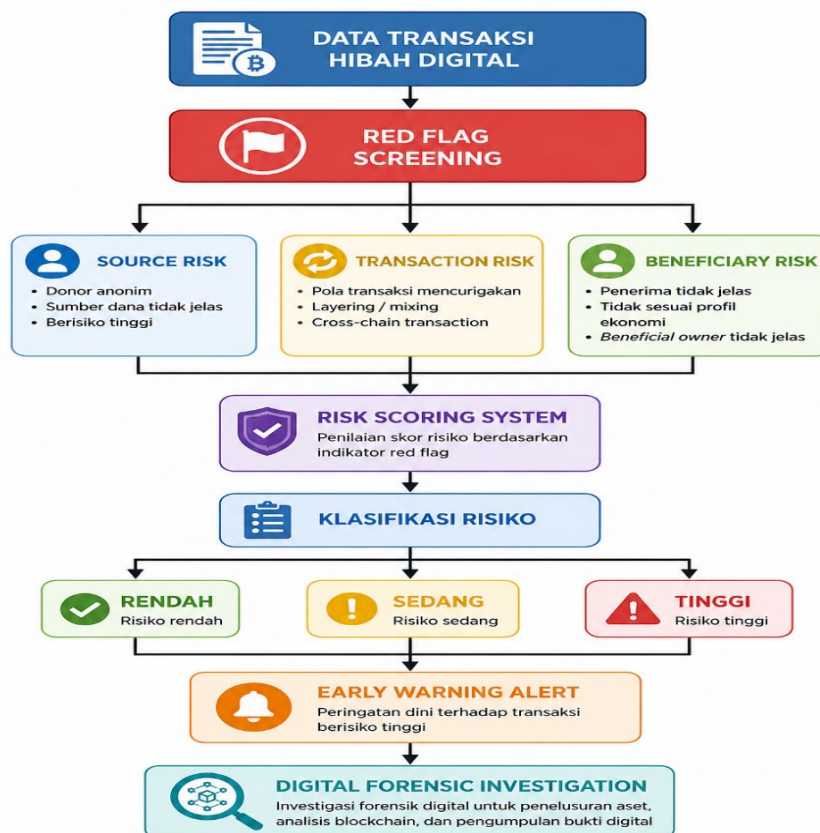 DATA TRANSAKSI
HIBAH DIGITAL
RED FLAG
SCREENING
SOURCE RISK
• Donor anonim
• Sumber dana tidak jelas
• Berisiko tinggi
TRANSACTION RISK
• Pola transaksi mencurigakan
• Layering / mixing
• Cross-chain transaction
BENEFICIARY RISK
• Penerima tidak jelas
• Tidak sesuai profil
ekonomi
• Beneficial owner tidak jelas
RISK SCORING SYSTEM
Penilaian skor risiko berdasarkan
indikator red flag
KLASIFIKASI RISIKO
RENDAH
Risiko rendah
SEDANG
Risiko sedang
TINGGI
Risiko tinggi
EARLY WARNING ALERT
Peringatan dini terhadap transaksi
berisiko tinggi
DIGITAL FORENSIC INVESTIGATION
Investigasi forensik digital untuk penelusuran aset,
analisis blockchain, dan pengumpulan bukti digital